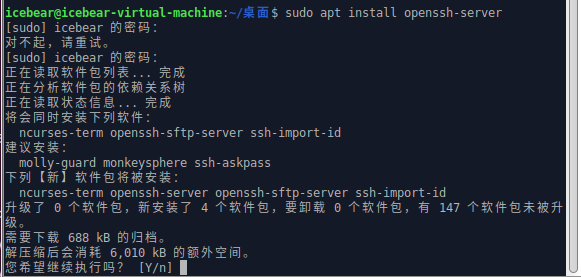 icebear@icebear-virtual-machine:~/桌面$ sudo apt install openssh-server
[sudo] icebear 的密码：
对不起，请重试。
[sudo] icebear 的密码：
正在读取软件包列表... 完成
正在分析软件包的依赖关系树
正在读取状态信息... 完成
将会同时安装下列软件：
  ncurses-term openssh-sftp-server ssh-import-id
建议安装：
  molly-guard monkeysphere ssh-askpass
下列【新】软件包将被安装：
  ncurses-term openssh-server openssh-sftp-server ssh-import-id
升级了 0 个软件包，新安装了 4 个软件包，要卸载 0 个软件包，有 147 个软件包未被升
级。
需要下载 688 kB 的归档。
解压缩后会消耗 6,010 kB 的额外空间。
您希望继续执行吗？ [Y/n]